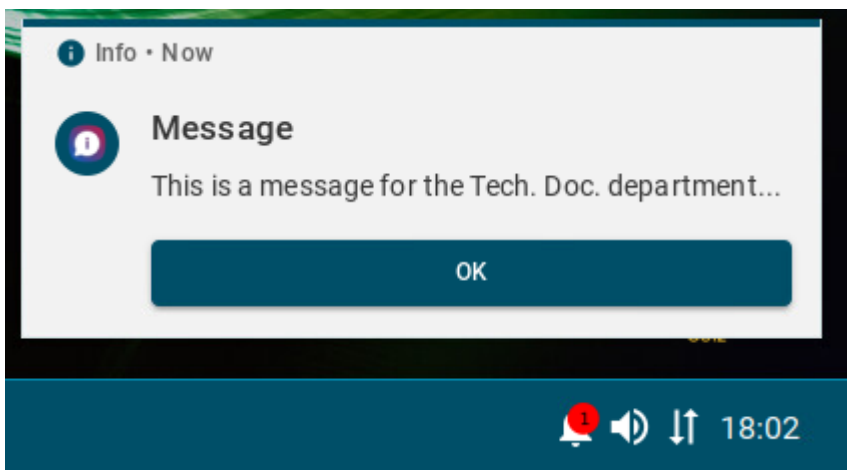 Info • Now
Message
This is a message for the Tech. Doc. department...
OK
1
18:02